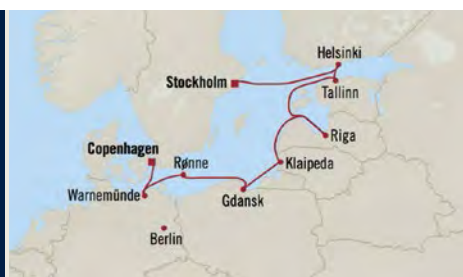 Helsinki
Stockholm
Tallinn
Riga
Copenhagen
Rønne
Klaipeda
Warnemünde
Gdansk
Berlin